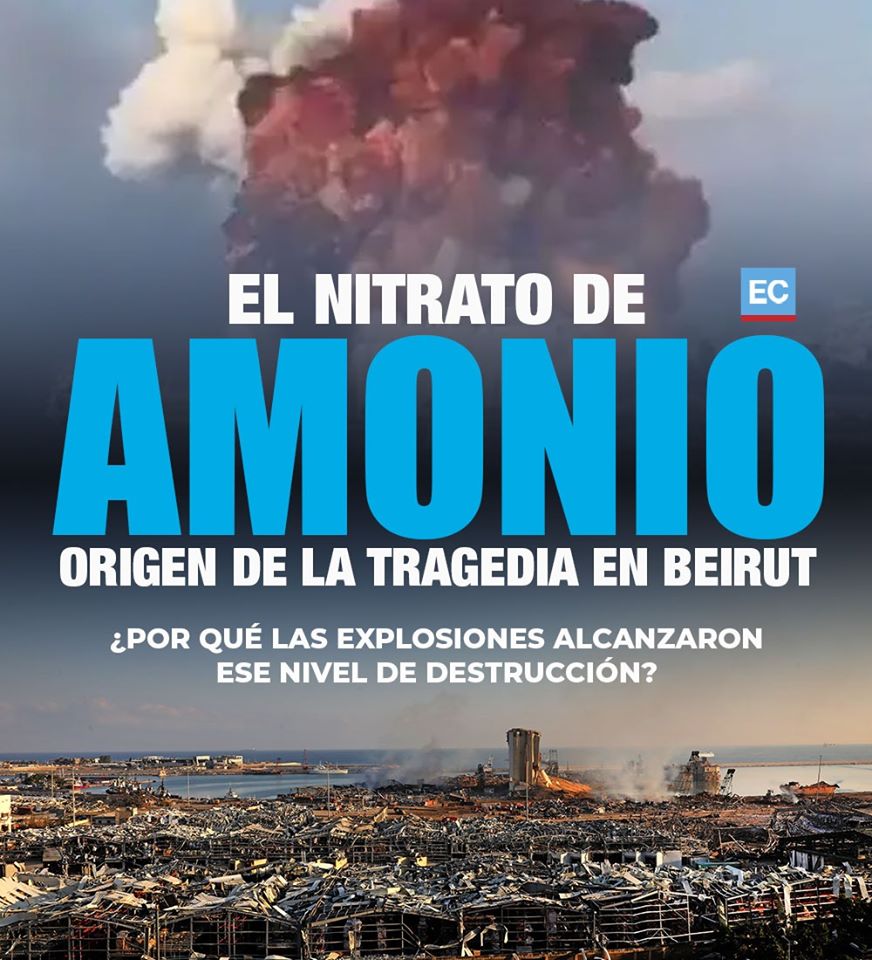 EL NITRATO DE
EC
AMONIO
ORIGEN DE LA TRAGEDIA EN BEIRUT
¿POR QUÉ LAS EXPLOSIONES ALCANZARON
ESE NIVEL DE DESTRUCCIÓN?